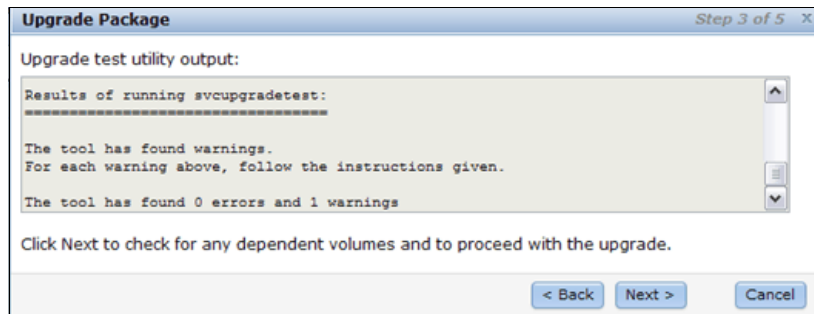 Upgrade Package Step 3 of 5 x
Upgrade test utility output:
Results of running svcupgradetest:
==================================
The tool has found warnings.
For each warning above, follow the instructions given.
The tool has found 0 errors and 1 warnings
Click Next to check for any dependent volumes and to proceed with the upgrade.
< Back Next > Cancel